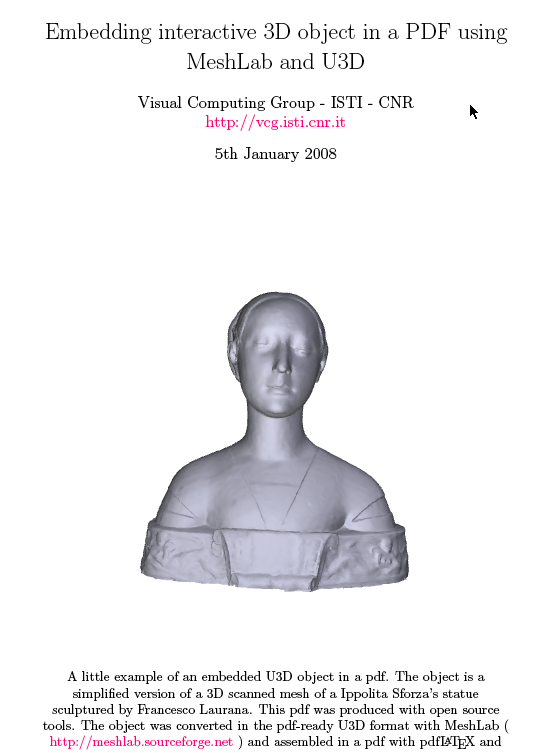 Embedding interactive 3D object in a PDF using
MeshLab and U3D
Visual Computing Group - ISTI - CNR
http://vcg.isti.cnr.it
5th January 2008
A little example of an embedded U3D object in a pdf. The object is a
simplified version of a 3D scanned mesh of a Ippolita Sforza's statue
sculptured by Francesco Laurana. This pdf was produced with open source
tools. The object was converted in the pdf-ready U3D format with MeshLab (
http://meshlab.sourceforge.net ) and assembled in a pdf with pdfLATEX and